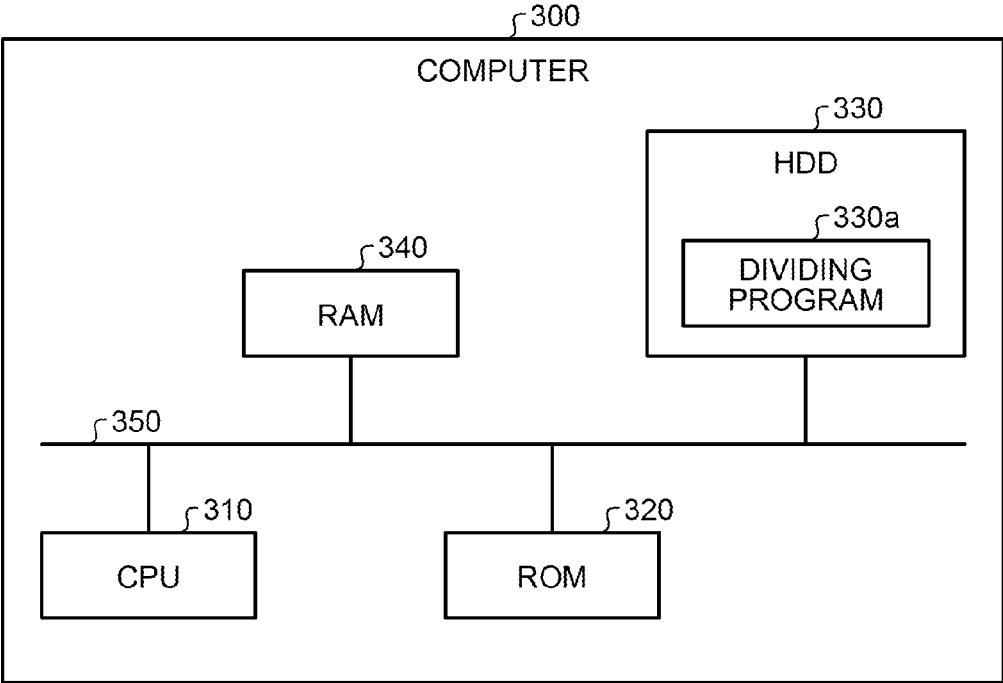 300
COMPUTER
330
HDD
330a
DIVIDING
PROGRAM
340
RAM
350
310
CPU
320
ROM